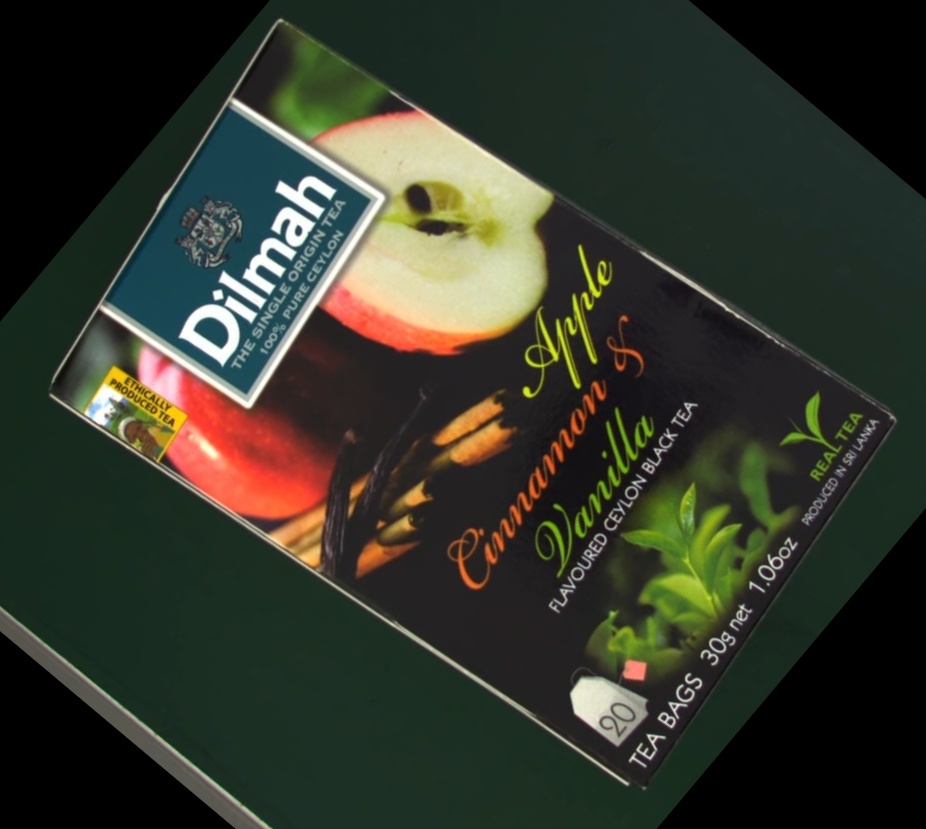 Dilmah
THE SINGLE ORIGIN TEA
100% PURE CEYLON
ETHICALLY
PRODUCED TEA
Apple
Cinnamon &
Vanilla
FLAVOURED CEYLON BLACK TEA
REAL TEA
PRODUCED IN SRI LANKA
20
TEA BAGS 30g net 1.06oz